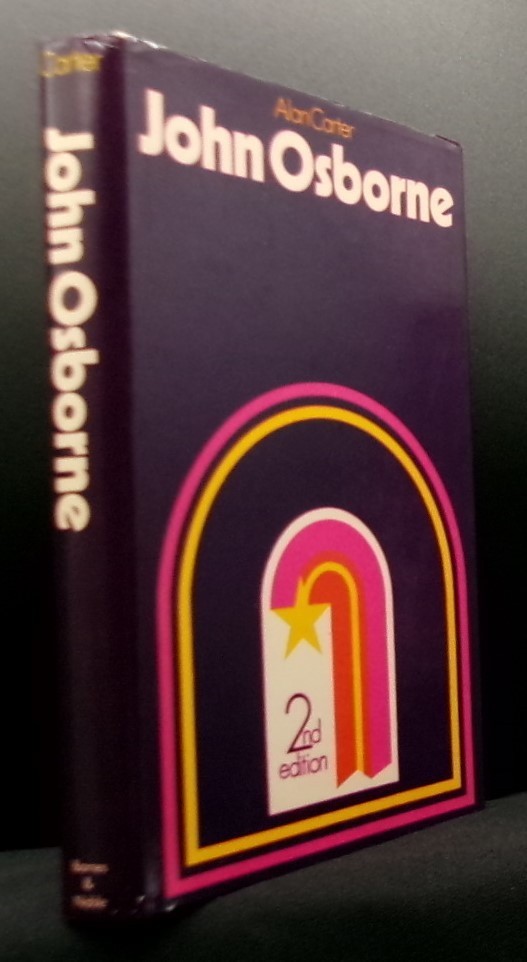 Carter
John Osborne
Barnes
&
Noble
Alan Carter
John Osborne
2nd
edition